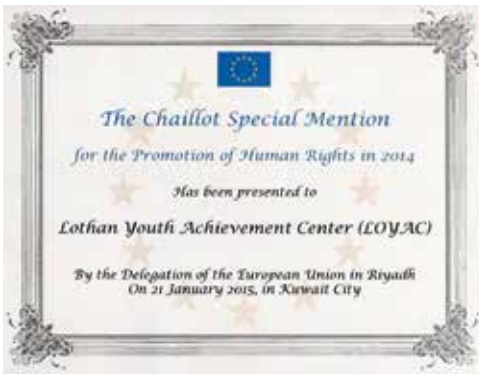 The Chaillot Special Mention
for the Promotion of Human Rights in 2014
Has been presented to
Lothan Youth Achievement Center (LOYAC)
By the Delegation of the European Union in Riyadh
On 21 January 2015, in Kuwait City